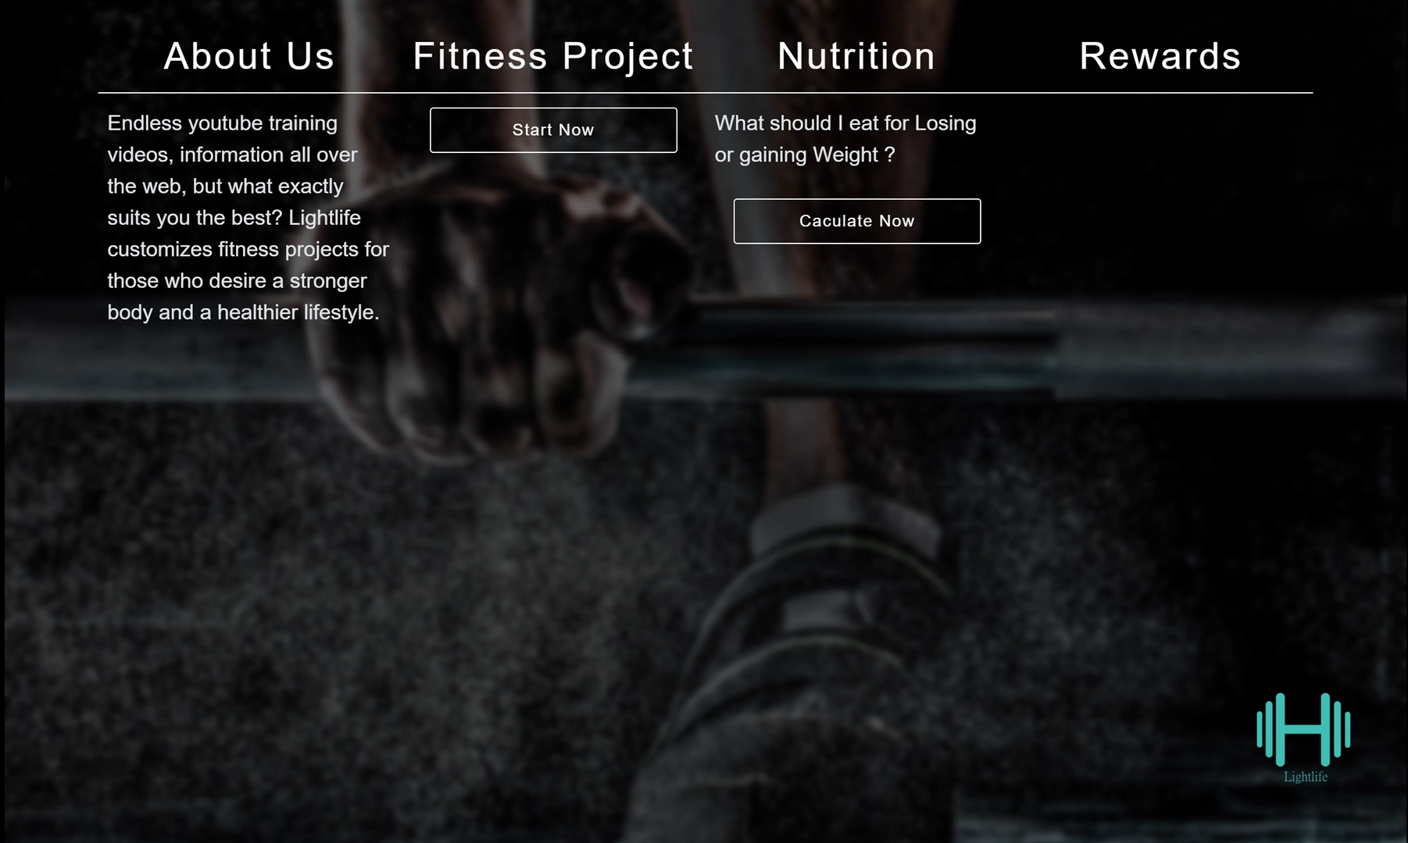 About Us
Fitness Project
Nutrition
Rewards
Endless youtube training
videos, information all over
the web, but what exactly
suits you the best? Lightlife
customizes fitness projects for
those who desire a stronger
body and a healthier lifestyle.
Start Now
What should I eat for Losing
or gaining Weight ?
Caculate Now
Lightlife